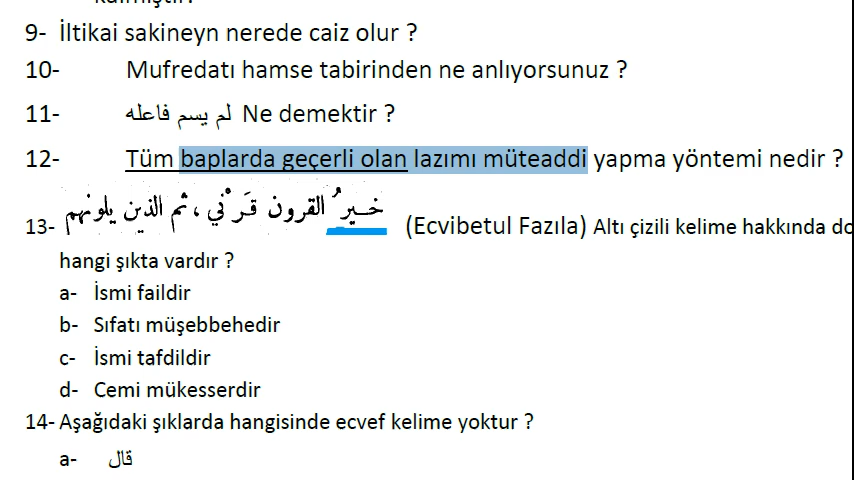 9- İltikai sakineyn nerede caiz olur ?
10- Mufredatı hamse tabirinden ne anlıyorsunuz ?
11- لم يسم فاعله Ne demektir ?
12- Tüm baplarda geçerli olan lazımı müteaddi yapma yöntemi nedir ?
13- خيرُ القرون قَرْني ، ثم الذين يلونهم (Ecvibetul Fazıla) Altı çizili kelime hakkında do
hangi şıkta vardır ?
a- İsmi faildir
b- Sıfatı müşebbehedir
c- İsmi tafdildir
d- Cemi mükesserdir
14- Aşağıdaki şıklarda hangisinde ecvef kelime yoktur ?
a- قال